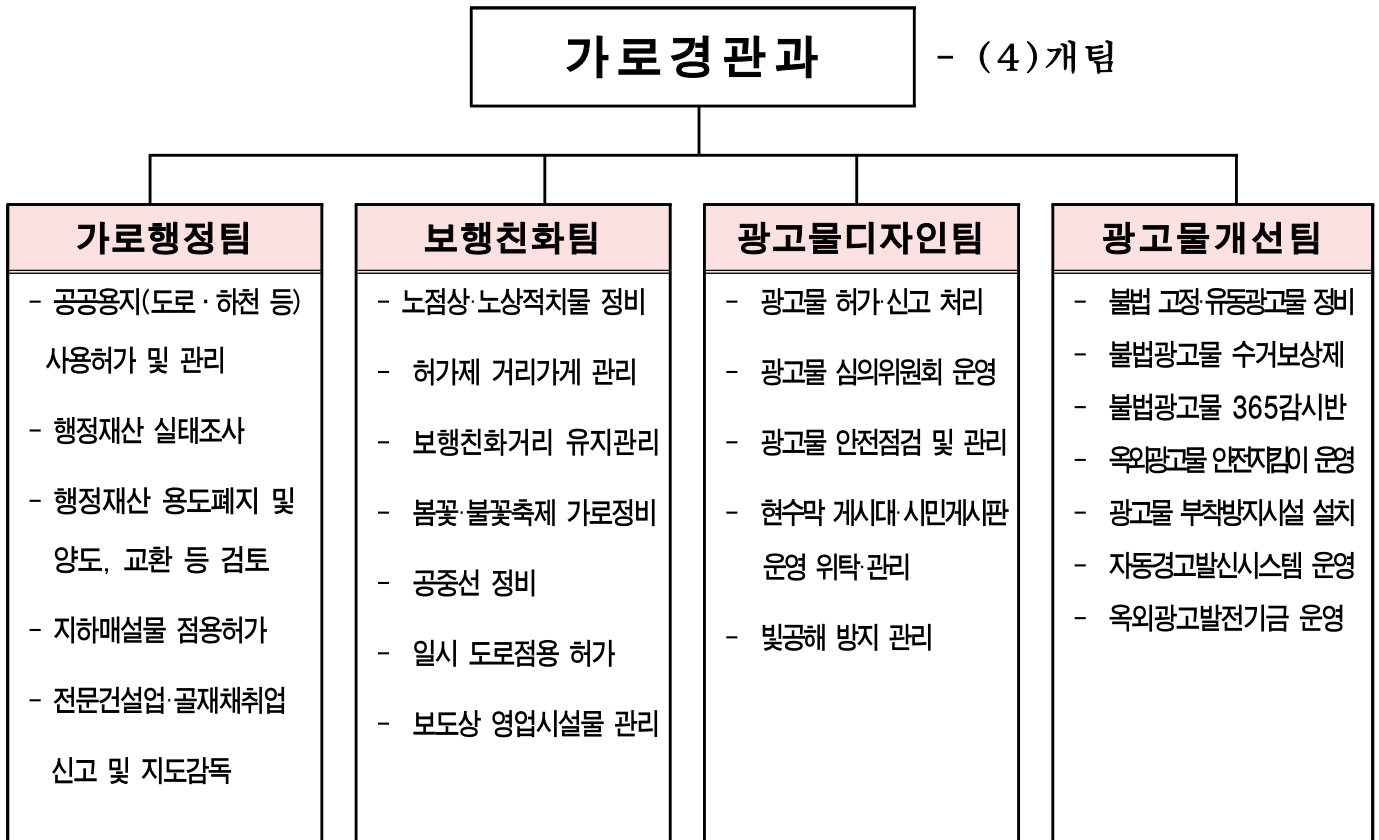 가로경관과
- (4)개팀
가로행정팀
- 공공용지(도로 · 하천 등)
사용허가 및 관리
- 행정재산 실태조사
- 행정재산 용도폐지 및
양도, 교환 등 검토
- 지하매설물 점용허가
- 전문건설업·골재채취업
신고 및 지도감독
보행친화팀
- 노점상·노상적치물 정비
- 허가제 거리가게 관리
- 보행친화거리 유지관리
- 봄꽃·불꽃축제 가로정비
- 공중선 정비
- 일시 도로점용 허가
- 보도상 영업시설물 관리
광고물디자인팀
- 광고물 허가·신고 처리
- 광고물 심의위원회 운영
- 광고물 안전점검 및 관리
- 현수막 게시대·시민게시판
운영 위탁·관리
- 빛공해 방지 관리
광고물개선팀
- 불법 고정·유동광고물 정비
- 불법광고물 수거보상제
- 불법광고물 365감시반
- 옥외광고물 안전지킴이 운영
- 광고물 부착방지시설 설치
- 자동경고발신시스템 운영
- 옥외광고발전기금 운영